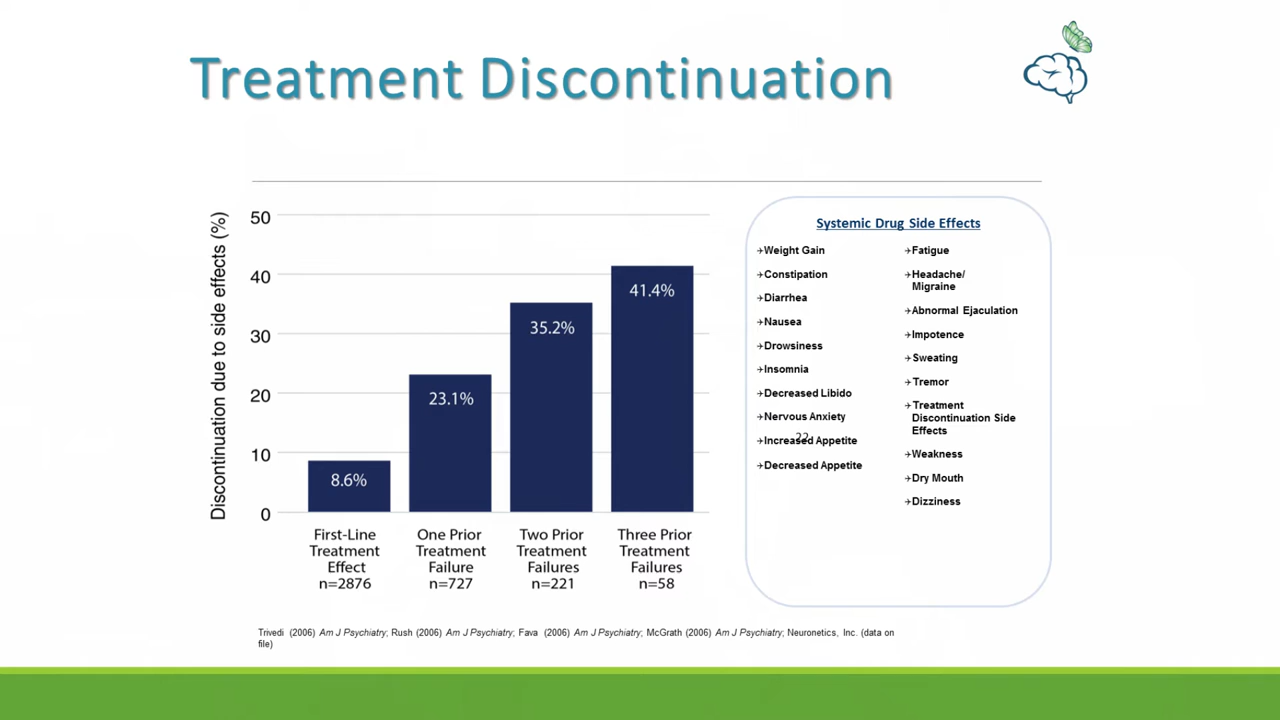 Treatment Discontinuation
Discontinuation due to side effects (%)
50
40
30
20
10
0
8.6%
23.1%
35.2%
41.4%
First-Line
Treatment
Effect
n=2876
One Prior
Treatment
Failure
n=727
Two Prior
Treatment
Failures
n=221
Three Prior
Treatment
Failures
n=58
Systemic Drug Side Effects
Weight Gain
Constipation
Diarrhea
Nausea
Drowsiness
Insomnia
Decreased Libido
Nervous Anxiety
22
Increased Appetite
Decreased Appetite
Fatigue
Headache/
Migraine
Abnormal Ejaculation
Impotence
Sweating
Tremor
Treatment
Discontinuation Side
Effects
Weakness
Dry Mouth
Dizziness
Trivedi (2006) Am J Psychiatry; Rush (2006) Am J Psychiatry; Fava (2006) Am J Psychiatry; McGrath (2006) Am J Psychiatry; Neuronetics, Inc. (data on
file)